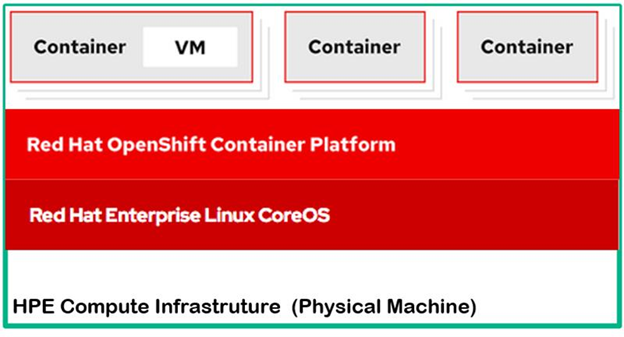 Container VM Container Container
Red Hat OpenShift Container Platform
Red Hat Enterprise Linux CoreOS
HPE Compute Infrastruture (Physical Machine)